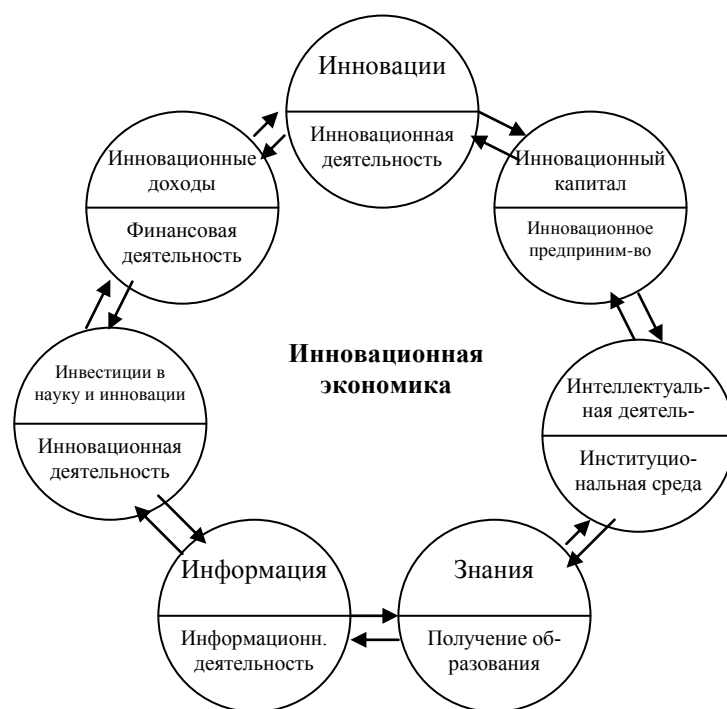 Инновации
Инновационная
деятельность
Инновационные
доходы
Финансовая
деятельность
Инновационный
капитал
Инновационное
предприним-во
Инвестиции в
науку и инновации
Инновационная
деятельность
Инновационная
экономика
Интеллектуаль-
ная деятель-
Институцио-
нальная среда
Информация
Информационн.
деятельность
Знания
Получение об-
разования